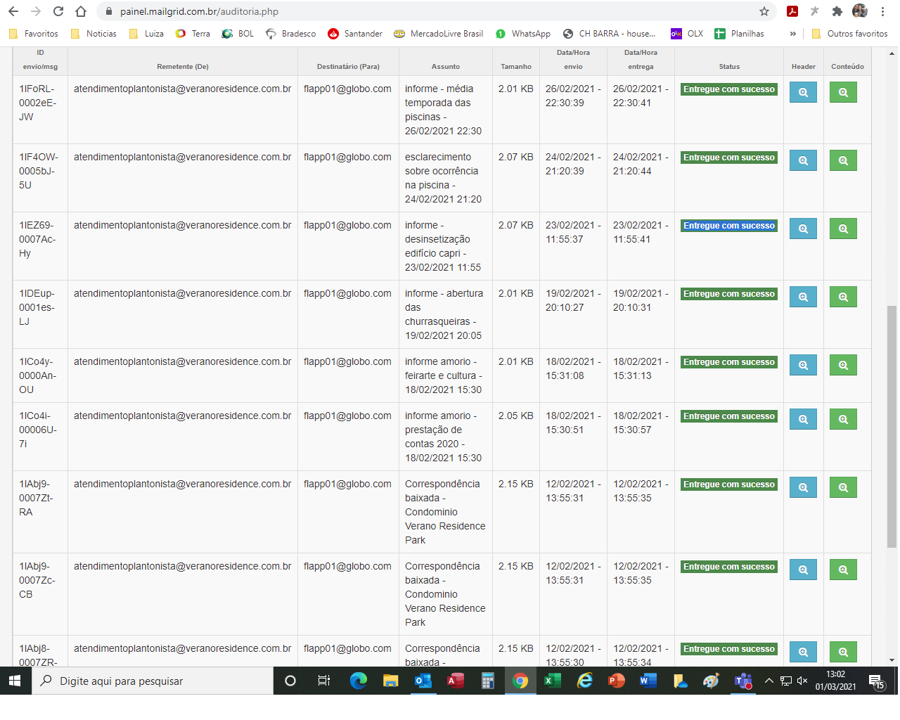 painel.mailgrid.com.br/auditoria.php
Favoritos Noticias Luiza Terra BOL Bradesco Santander MercadoLivre Brasil WhatsApp CH BARRA - house... OLX Planilhas » Outros favoritos
ID envio/msg Remetente (De) Destinatário (Para) Assunto Tamanho Data/Hora envio Data/Hora entrega Status Header Conteúdo
1lFoRL-0002eE-JW atendimentoplantonista@veranoresidence.com.br flapp01@globo.com informe - média temporada das piscinas - 26/02/2021 22:30 2.01 KB 26/02/2021 - 22:30:39 26/02/2021 - 22:30:41 Entregue com sucesso
1lF4OW-0005bJ-5U atendimentoplantonista@veranoresidence.com.br flapp01@globo.com esclarecimento sobre ocorrência na piscina - 24/02/2021 21:20 2.07 KB 24/02/2021 - 21:20:39 24/02/2021 - 21:20:44 Entregue com sucesso
1lEZ69-0007Ac-Hy atendimentoplantonista@veranoresidence.com.br flapp01@globo.com informe - desinsetização edifício capri - 23/02/2021 11:55 2.07 KB 23/02/2021 - 11:55:37 23/02/2021 - 11:55:41 Entregue com sucesso
1lDEup-0001es-LJ atendimentoplantonista@veranoresidence.com.br flapp01@globo.com informe - abertura das churrasqueiras - 19/02/2021 20:05 2.01 KB 19/02/2021 - 20:10:27 19/02/2021 - 20:10:31 Entregue com sucesso
1lCo4y-0000An-OU atendimentoplantonista@veranoresidence.com.br flapp01@globo.com informe amorio - feirarte e cultura - 18/02/2021 15:30 2.01 KB 18/02/2021 - 15:31:08 18/02/2021 - 15:31:13 Entregue com sucesso
1lCo4i-00006U-7i atendimentoplantonista@veranoresidence.com.br flapp01@globo.com informe amorio - prestação de contas 2020 - 18/02/2021 15:30 2.05 KB 18/02/2021 - 15:30:51 18/02/2021 - 15:30:57 Entregue com sucesso
1lAbj9-0007Zt-RA atendimentoplantonista@veranoresidence.com.br flapp01@globo.com Correspondência baixada - Condominio Verano Residence Park 2.15 KB 12/02/2021 - 13:55:31 12/02/2021 - 13:55:35 Entregue com sucesso
1lAbj9-0007Zc-CB atendimentoplantonista@veranoresidence.com.br flapp01@globo.com Correspondência baixada - Condominio Verano Residence Park 2.15 KB 12/02/2021 - 13:55:31 12/02/2021 - 13:55:35 Entregue com sucesso
1lAbj8-0007ZR- atendimentoplantonista@veranoresidence.com.br flapp01@globo.com Correspondência baixada - 2.15 KB 12/02/2021 - 13:55:30 12/02/2021 - 13:55:34 Entregue com sucesso
Digite aqui para pesquisar
13:02
01/03/2021
15